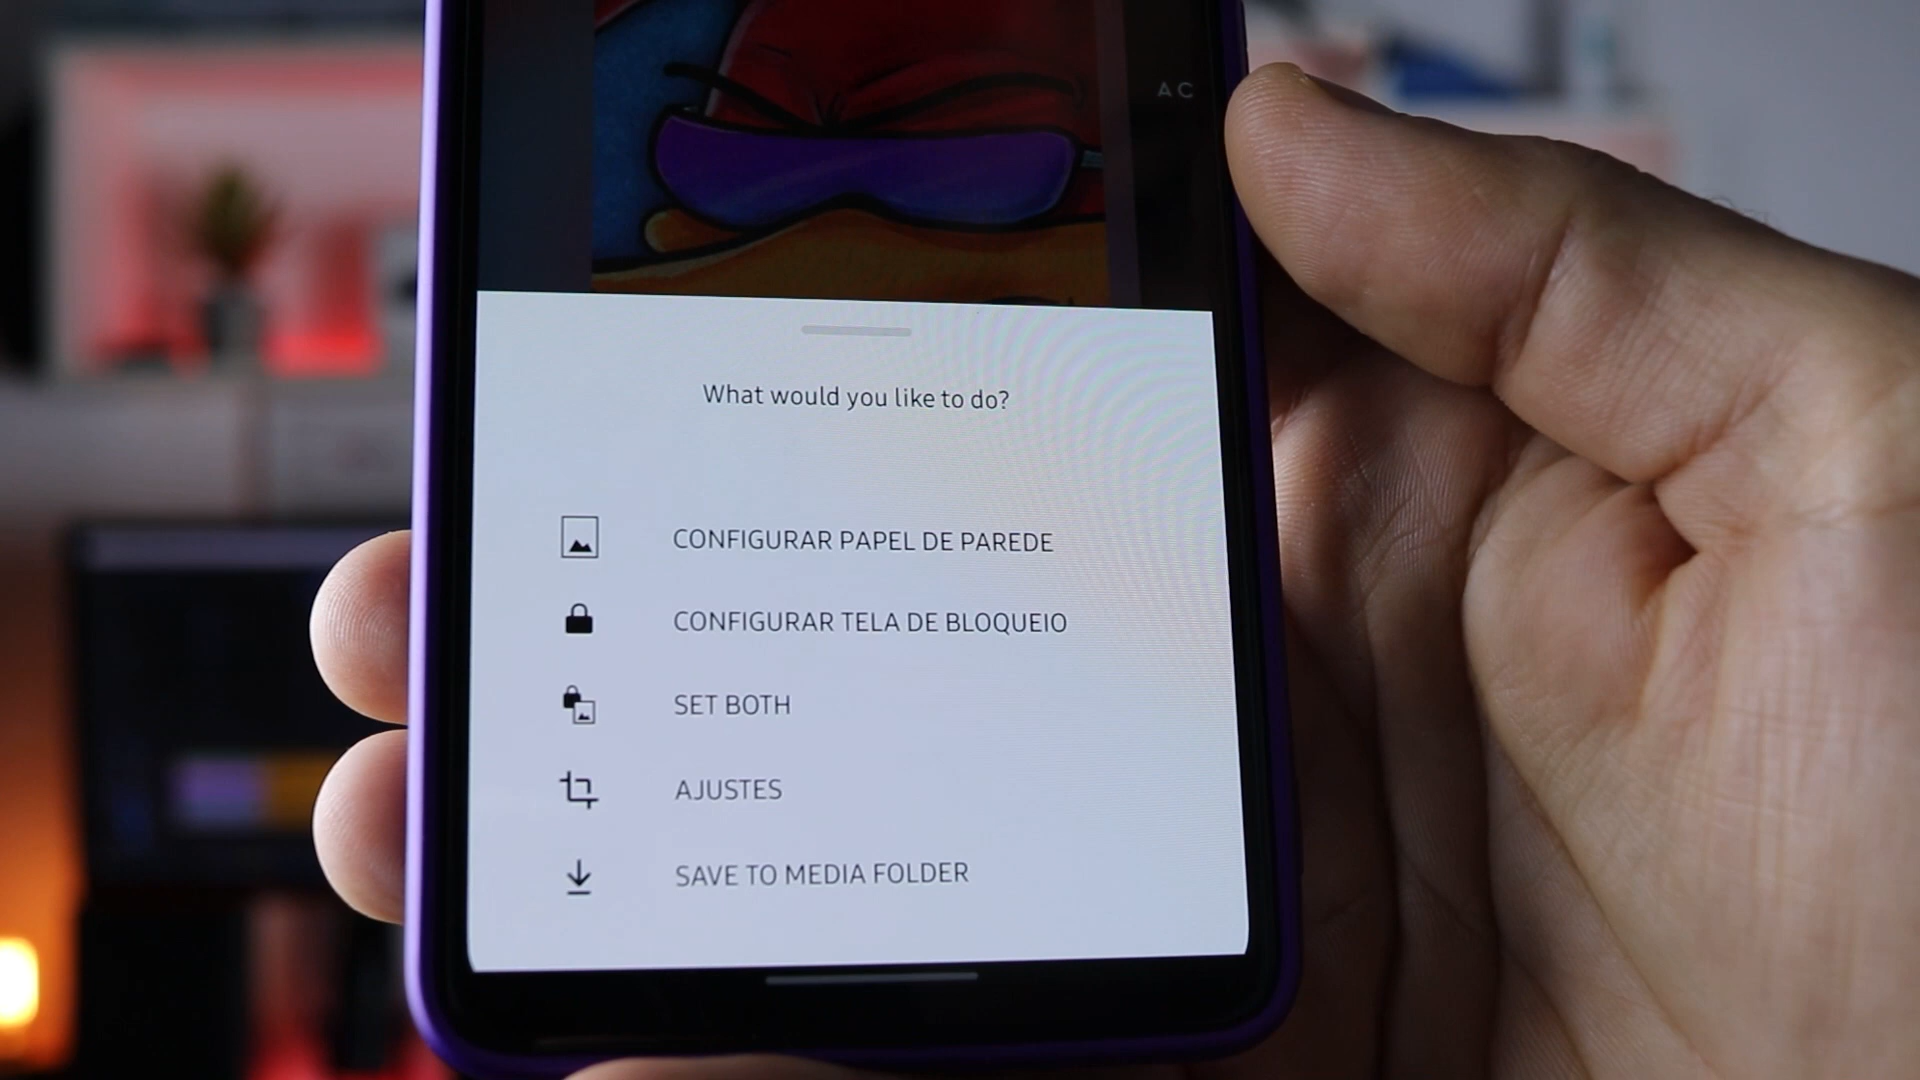 AC
What would you like to do?
CONFIGURAR PAPEL DE PAREDE
CONFIGURAR TELA DE BLOQUEIO
SET BOTH
AJUSTES
SAVE TO MEDIA FOLDER